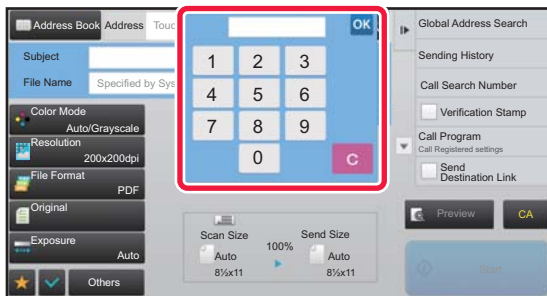 Address Book
Address
Touc
OK
Global Address Search
Subject
Sending History
File Name
Specified by Sys
Call Search Number
1
2
3
4
5
6
7
8
9
0
C
Verification Stamp
Color Mode
Auto/Grayscale
Call Program
Call Registered settings
Resolution
200x200dpi
Send
Destination Link
File Format
PDF
Original
Preview
CA
Scan Size
100%
Send Size
Auto
Auto
8½x11
8½x11
Exposure
Auto
Start
Others